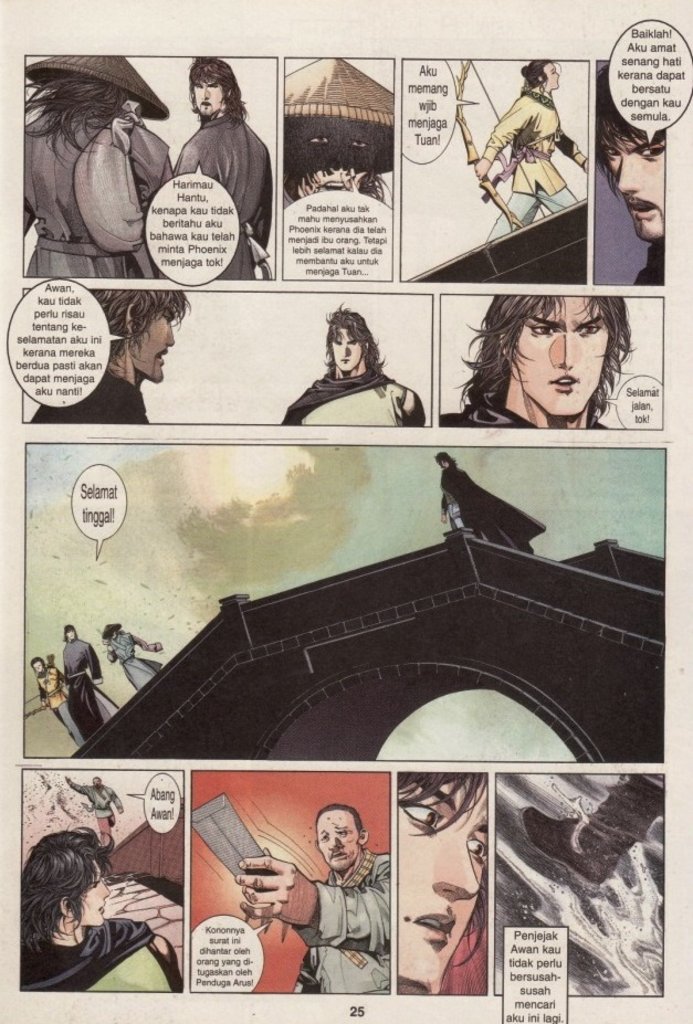 Harimau
Hantu,
kenapa kau tidak
beritahu aku
bahawa kau telah
minta Phoenix
menjaga tok!
Padahal aku tak
mahu menyusahkan
Phoenix kerana dia telah
menjadi ibu orang. Tetapi
lebih selamat kalau dia
membantu aku untuk
menjaga Tuan...
Aku
memang
wjib
menjaga
Tuan!
Baiklah!
Aku amat
senang hati
kerana dapat
bersatu
dengan kau
semula.
Awan,
kau tidak
perlu risau
tentang ke-
selamatan aku ini
kerana mereka
berdua pasti akan
dapat menjaga
aku nanti!
Selamat
jalan,
tok!
Selamat
tinggal!
Abang
Awan!
Kononnya
surat ini
dihantar oleh
orang yang di-
tugaskan oleh
Penduga Arus!
Penjejak
Awan kau
tidak perlu
bersusah-
susah
mencari
aku ini lagi.
25